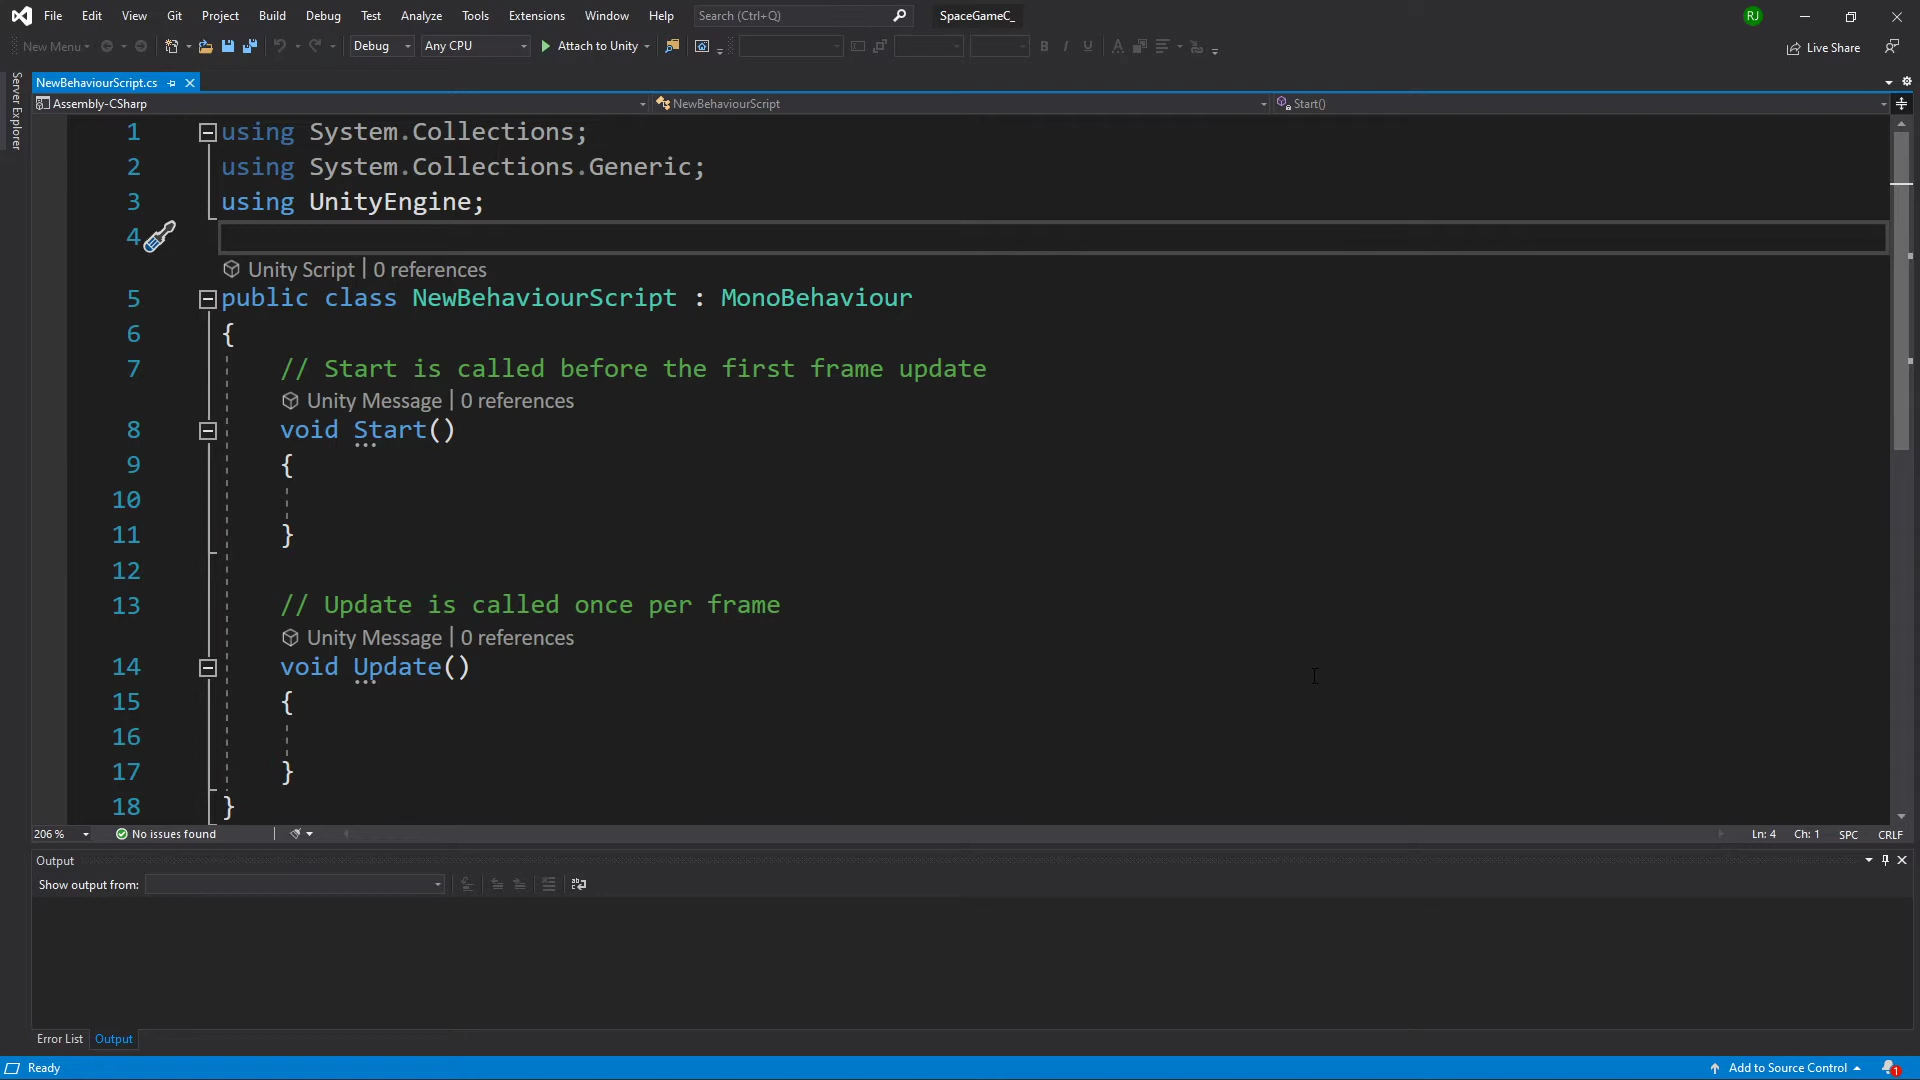 File Edit View Git Project Build Debug Test Analyze Tools Extensions Window Help Search (Ctrl+Q) SpaceGameC_ RJ
New Menu Debug Any CPU Attach to Unity B I U A Live Share
Server Explorer
NewBehaviourScript.cs
Assembly-CSharp NewBehaviourScript Start()
1 using System.Collections;
2 using System.Collections.Generic;
3 using UnityEngine;
4
Unity Script | 0 references
5 public class NewBehaviourScript : MonoBehaviour
6 {
7 // Start is called before the first frame update
Unity Message | 0 references
8 void Start()
9 {
10
11 }
12
13 // Update is called once per frame
Unity Message | 0 references
14 void Update()
15 {
16
17 }
18 }
206 % No issues found Ln: 4 Ch: 1 SPC CRLF
Output
Show output from:
Error List Output
Ready Add to Source Control 1